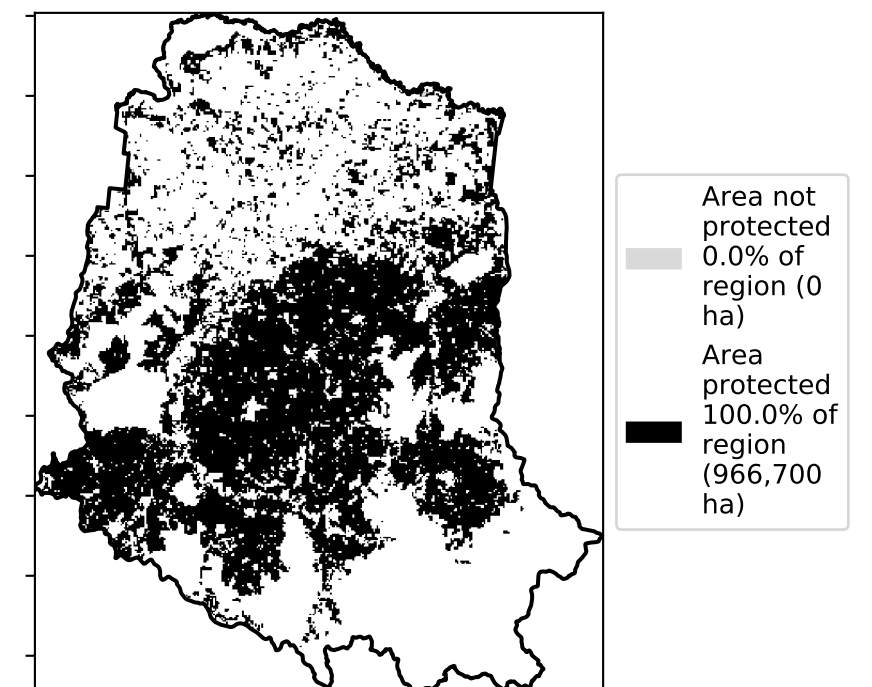 Area not
protected
0.0% of
region (0
ha)
Area
protected
100.0% of
region
(966,700
ha)